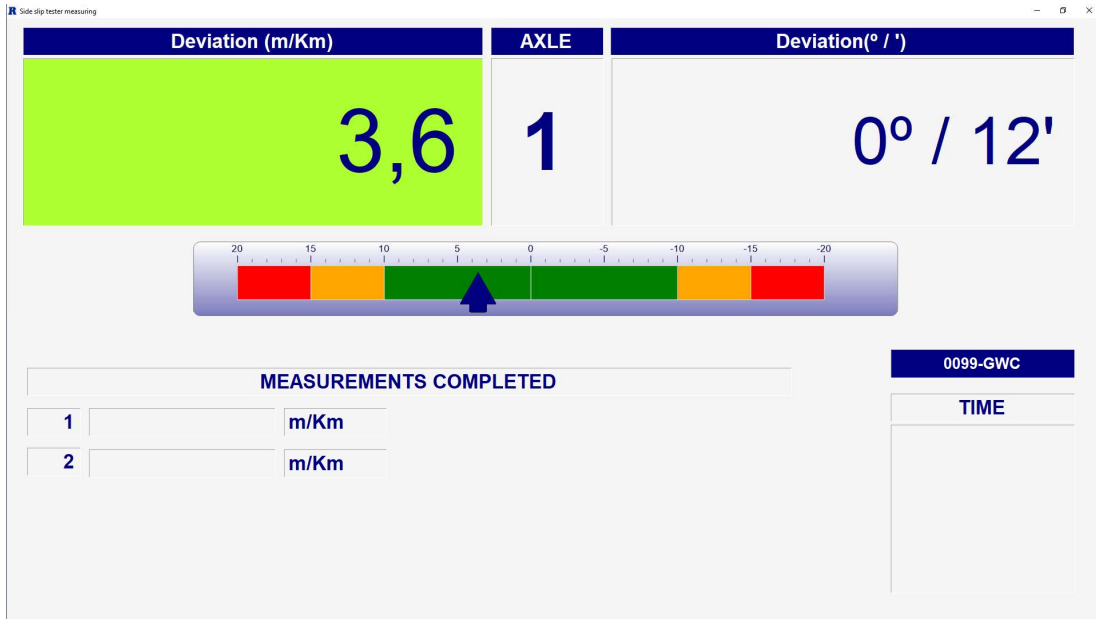 R Side slip tester measuring
Deviation (m/Km) AXLE Deviation(º / ')
3,6 1 0º / 12'
20 15 10 5 0 -5 -10 -15 -20
0099-GWC
MEASUREMENTS COMPLETED
TIME
1 m/Km
2 m/Km